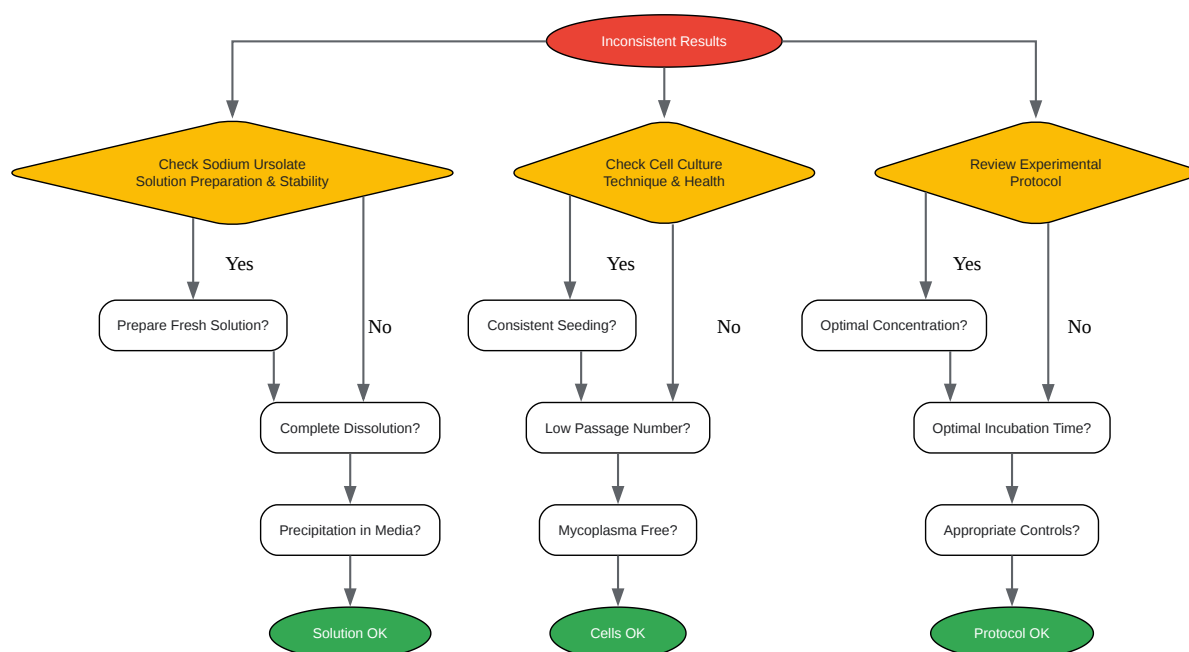 Inconsistent Results
Check Sodium Ursolate
Solution Preparation & Stability
Check Cell Culture
Technique & Health
Review Experimental
Protocol
Yes
Yes
Yes
Prepare Fresh Solution?
No
Consistent Seeding?
No
Optimal Concentration?
No
Complete Dissolution?
Low Passage Number?
Optimal Incubation Time?
Precipitation in Media?
Mycoplasma Free?
Appropriate Controls?
Solution OK
Cells OK
Protocol OK